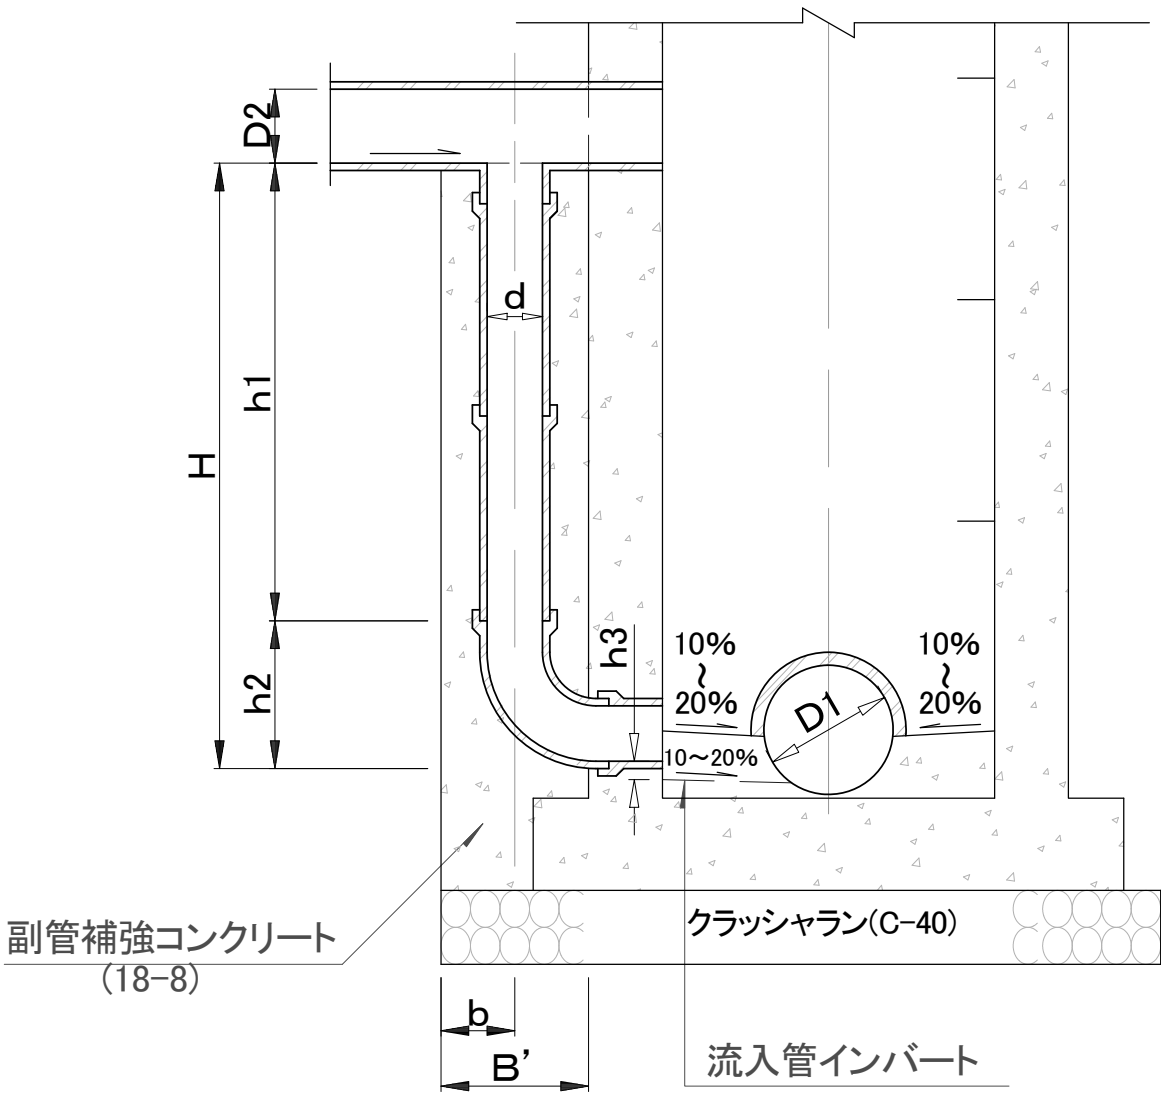 D2
d
h1
H
h3
10%
～
20%
10%
～
20%
D1
h2
10～20%
クラッシャラン(C-40)
副管補強コンクリート
(18-8)
b
B’
流入管インバート